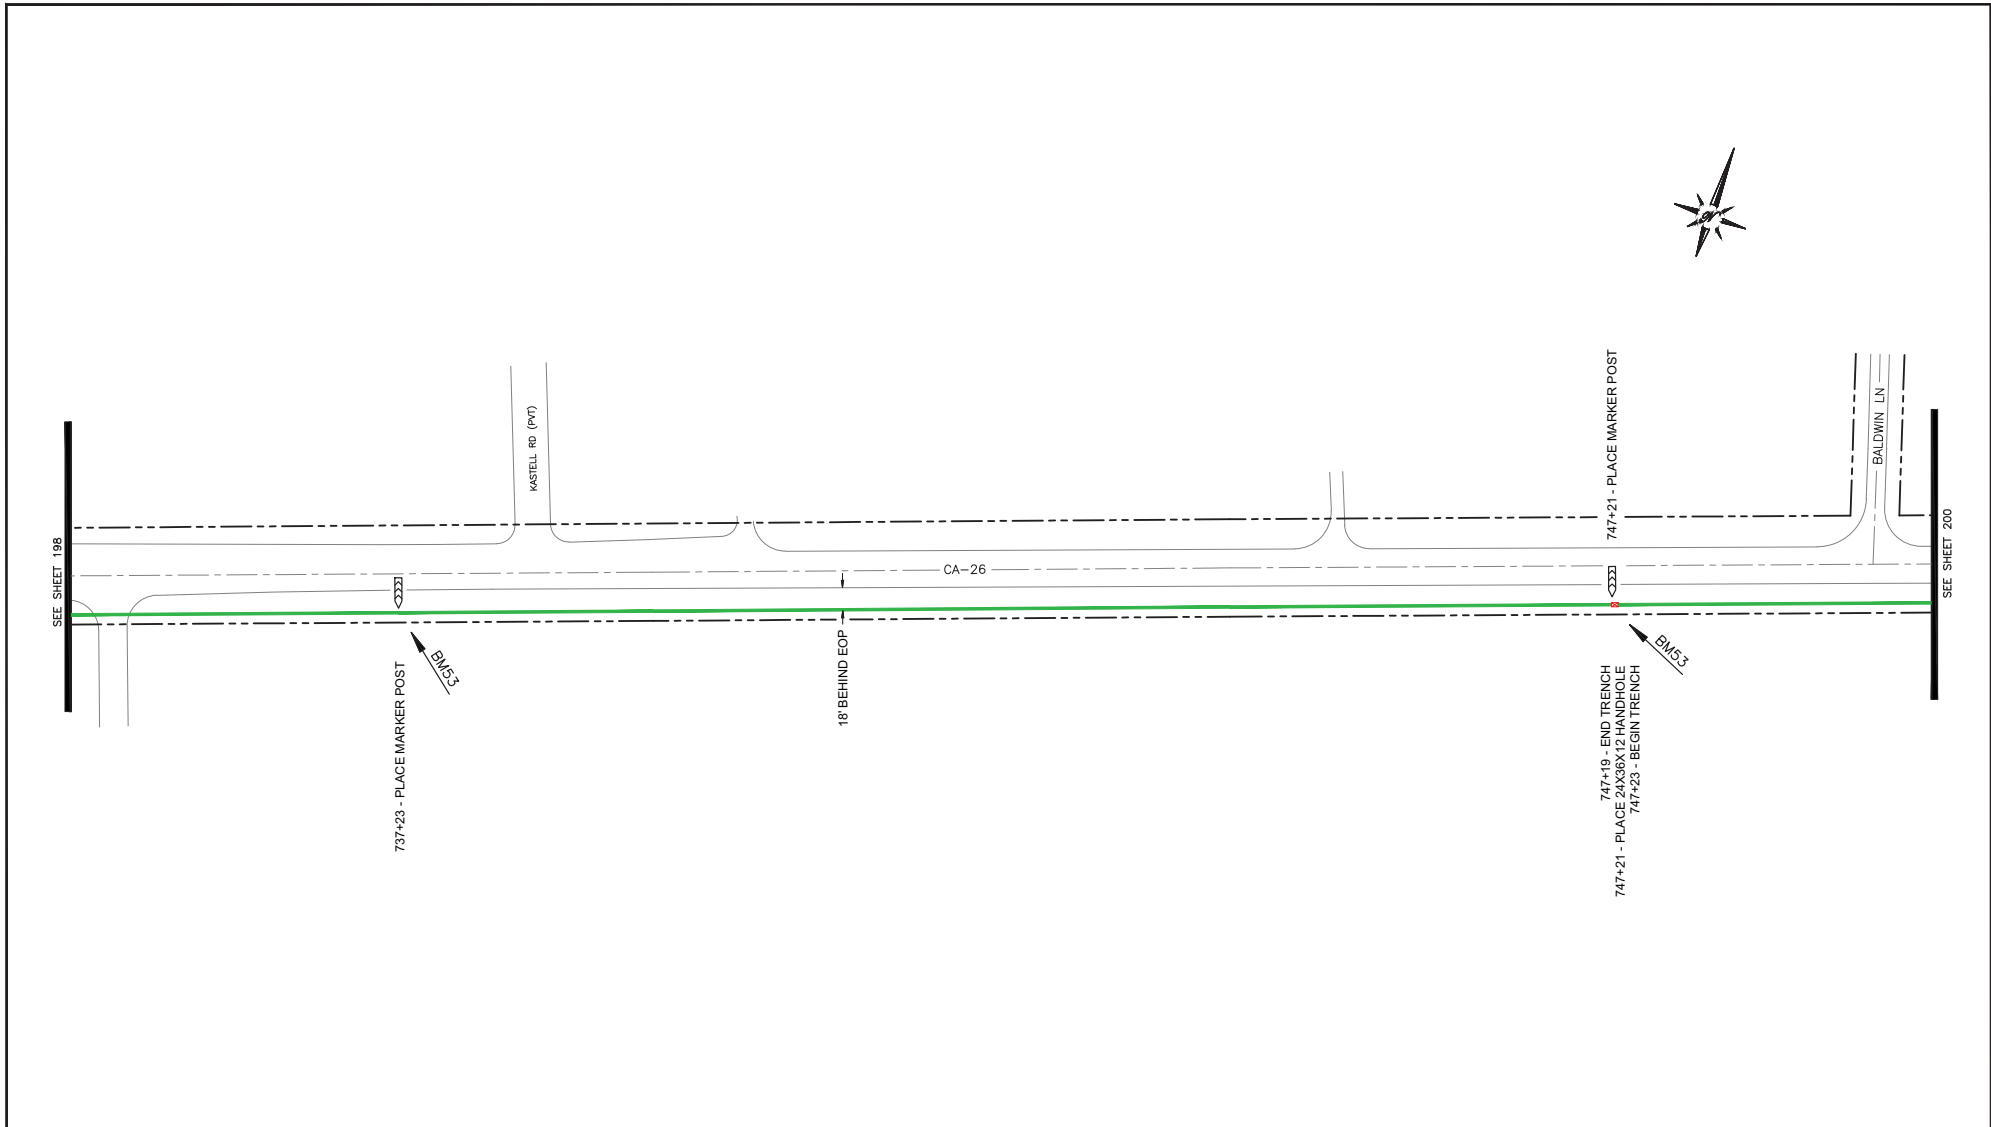 SEE SHEET 198
KASTELL RD (PVT)
747+21 - PLACE MARKER POST
BALDWIN LN
SEE SHEET 200
CA-26
737+23 - PLACE MARKER POST
BM53
18' BEHIND EOP
747+19 - END TRENCH
747+21 - PLACE 24X36X12 HANDHOLE
747+23 - BEGIN TRENCH
BM53